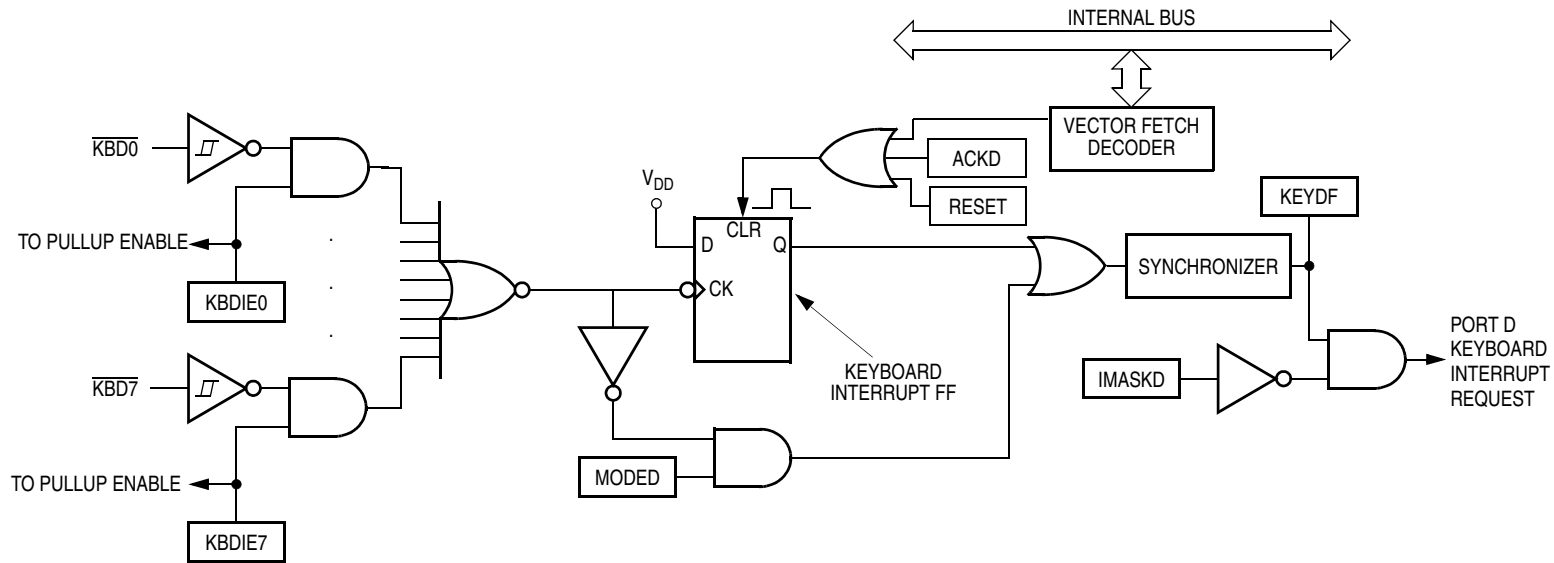 INTERNAL BUS
KBD0
VECTOR FETCH
DECODER
ACKD
RESET
VDD
KEYDF
TO PULLUP ENABLE
D
CLR
Q
CK
SYNCHRONIZER
KBDIE0
KEYBOARD
INTERRUPT FF
PORT D
KEYBOARD
INTERRUPT
REQUEST
IMASKD
KBD7
MODED
TO PULLUP ENABLE
KBDIE7